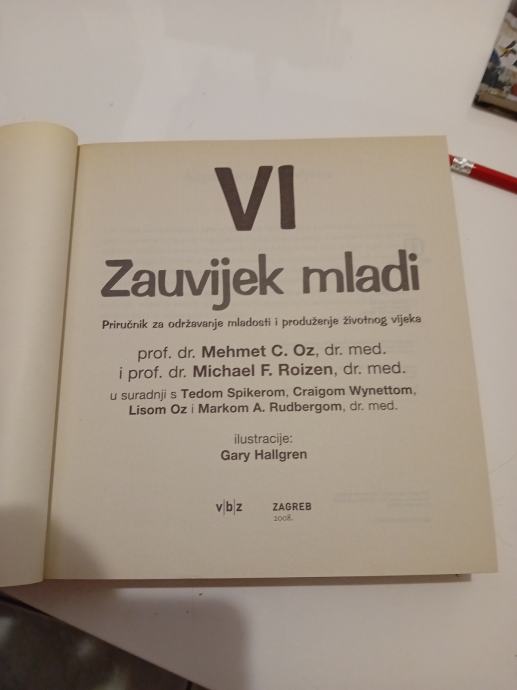 VI
Zauvijek mladi
Priručnik za održavanje mladosti i produženje životnog vijeka
prof. dr. Mehmet C. Oz, dr. med.
i prof. dr. Michael F. Roizen, dr. med.
u suradnji s Tedom Spikerom, Craigom Wynettom,
Lisom Oz i Markom A. Rudbergom, dr. med.
ilustracije:
Gary Hallgren
v|b|z ZAGREB
2008.